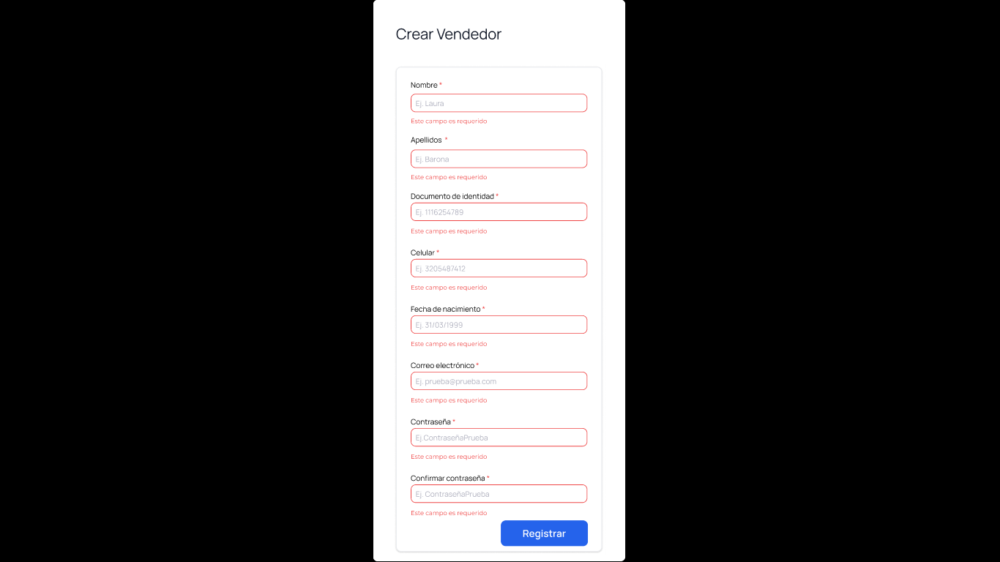 Crear Vendedor
Nombre *
Ej. Laura
Este campo es requerido
Apellidos *
Ej. Barona
Este campo es requerido
Documento de identidad *
Ej. 1116254789
Este campo es requerido
Celular *
Ej. 3205487412
Este campo es requerido
Fecha de nacimiento *
Ej. 31/03/1999
Este campo es requerido
Correo electrónico *
Ej. prueba@prueba.com
Este campo es requerido
Contraseña *
Ej.ContraseñaPrueba
Este campo es requerido
Confirmar contraseña *
Ej. ContraseñaPrueba
Este campo es requerido
Registrar